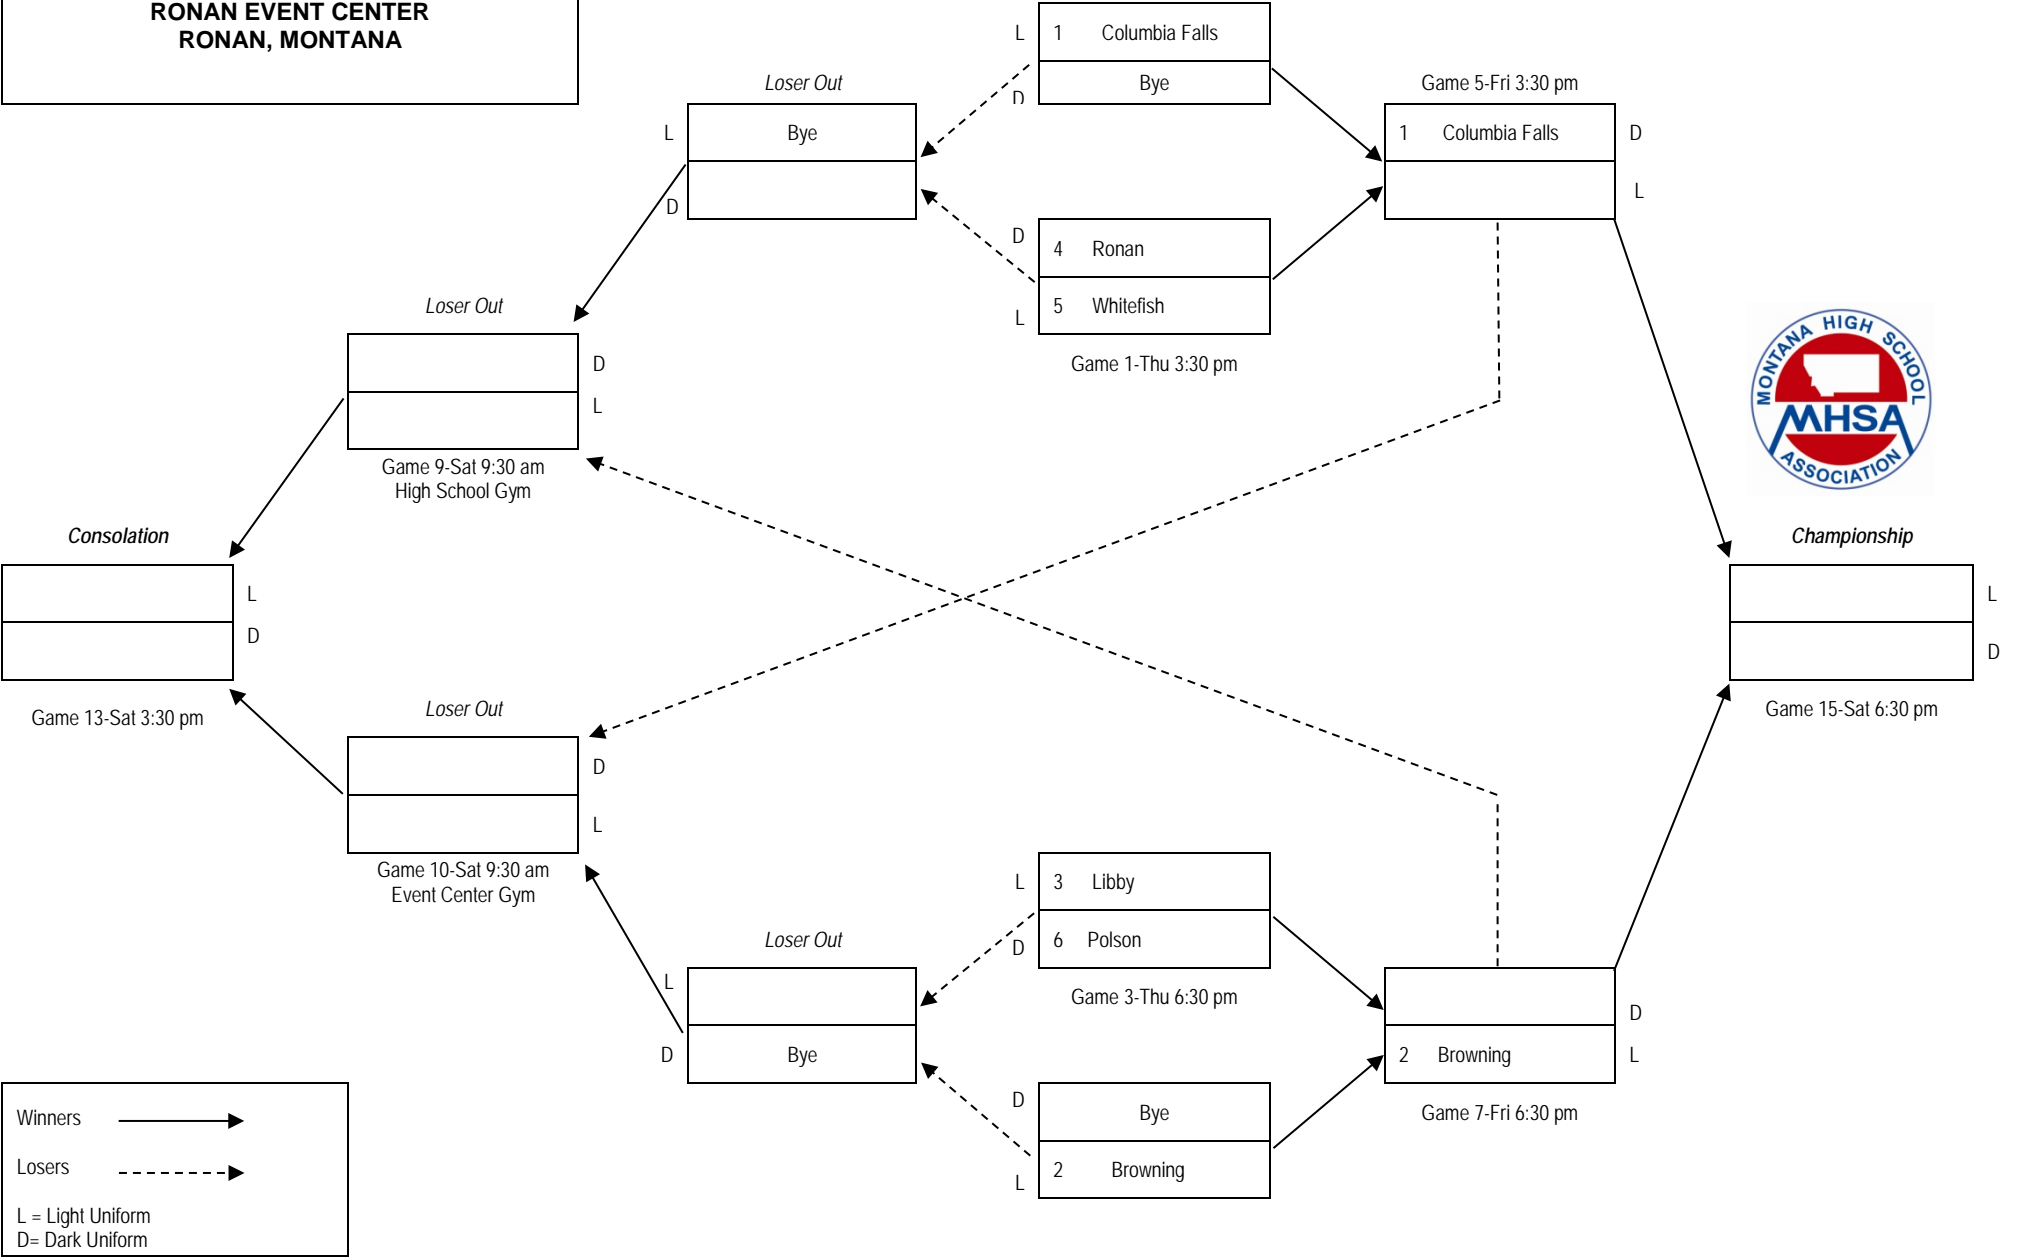 RONAN EVENT CENTER
RONAN, MONTANA
L 1 Columbia Falls
D Bye
Loser Out
L Bye
D
Game 5-Fri 3:30 pm
1 Columbia Falls D
L
D 4 Ronan
L 5 Whitefish
Game 1-Thu 3:30 pm
Loser Out
D
L
Game 9-Sat 9:30 am
High School Gym
MONTANA HIGH SCHOOL
MHSA
ASSOCIATION
Consolation
L
D
Game 13-Sat 3:30 pm
Championship
L
D
Game 15-Sat 6:30 pm
Loser Out
D
L
Game 10-Sat 9:30 am
Event Center Gym
L 3 Libby
D 6 Polson
Game 3-Thu 6:30 pm
Loser Out
L
D Bye
D
2 Browning L
Game 7-Fri 6:30 pm
D Bye
L 2 Browning
Winners
Losers
L = Light Uniform
D= Dark Uniform